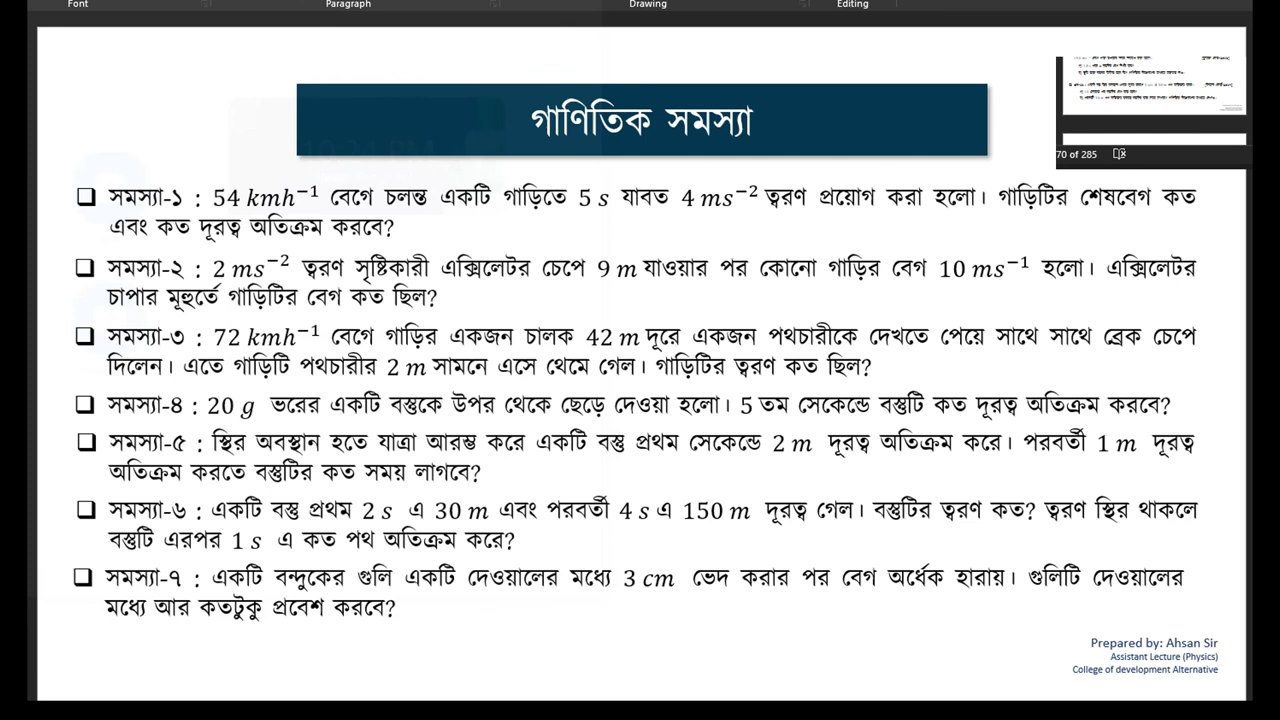 Font Paragraph Drawing Editing
গাণিতিক সমস্যা
70 of 285
❑ সমস্যা-১ : 54 kmh⁻¹ বেগে চলন্ত একটি গাড়িতে 5 s যাবত 4 ms⁻² ত্বরণ প্রয়োগ করা হলো। গাড়িটির শেষবেগ কত
এবং কত দূরত্ব অতিক্রম করবে?
❑ সমস্যা-২ : 2 ms⁻² ত্বরণ সৃষ্টিকারী এক্সিলেটর চেপে 9 m যাওয়ার পর কোনো গাড়ির বেগ 10 ms⁻¹ হলো। এক্সিলেটর
চাপার মূহুর্তে গাড়িটির বেগ কত ছিল?
❑ সমস্যা-৩ : 72 kmh⁻¹ বেগে গাড়ির একজন চালক 42 m দূরে একজন পথচারীকে দেখতে পেয়ে সাথে সাথে ব্রেক চেপে
দিলেন। এতে গাড়িটি পথচারীর 2 m সামনে এসে থেমে গেল। গাড়িটির ত্বরণ কত ছিল?
❑ সমস্যা-৪ : 20 g ভরের একটি বস্তুকে উপর থেকে ছেড়ে দেওয়া হলো। 5 তম সেকেন্ডে বস্তুটি কত দূরত্ব অতিক্রম করবে?
❑ সমস্যা-৫ : স্থির অবস্থান হতে যাত্রা আরম্ভ করে একটি বস্তু প্রথম সেকেন্ডে 2 m দূরত্ব অতিক্রম করে। পরবর্তী 1 m দূরত্ব
অতিক্রম করতে বস্তুটির কত সময় লাগবে?
❑ সমস্যা-৬ : একটি বস্তু প্রথম 2 s এ 30 m এবং পরবর্তী 4 s এ 150 m দূরত্ব গেল। বস্তুটির ত্বরণ কত? ত্বরণ স্থির থাকলে
বস্তুটি এরপর 1 s এ কত পথ অতিক্রম করে?
❑ সমস্যা-৭ : একটি বন্দুকের গুলি একটি দেওয়ালের মধ্যে 3 cm ভেদ করার পর বেগ অর্ধেক হারায়। গুলিটি দেওয়ালের
মধ্যে আর কতটুকু প্রবেশ করবে?
Prepared by: Ahsan Sir
Assistant Lecture (Physics)
College of development Alternative